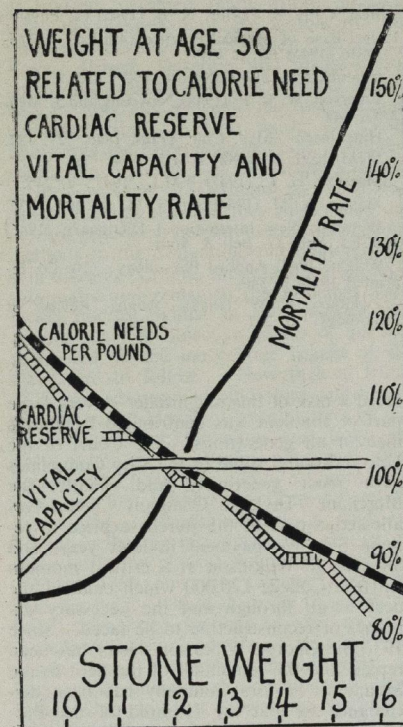 WEIGHT AT AGE 50
RELATED TO CALORIE NEED
CARDIAC RESERVE
VITAL CAPACITY AND
MORTALITY RATE
150%
140%
130%
120%
110%
100%
90%
80%
MORTALITY RATE
CALORIE NEEDS
PER POUND
CARDIAC
RESERVE
VITAL
CAPACITY
STONE WEIGHT
10 11 12 13 14 15 16